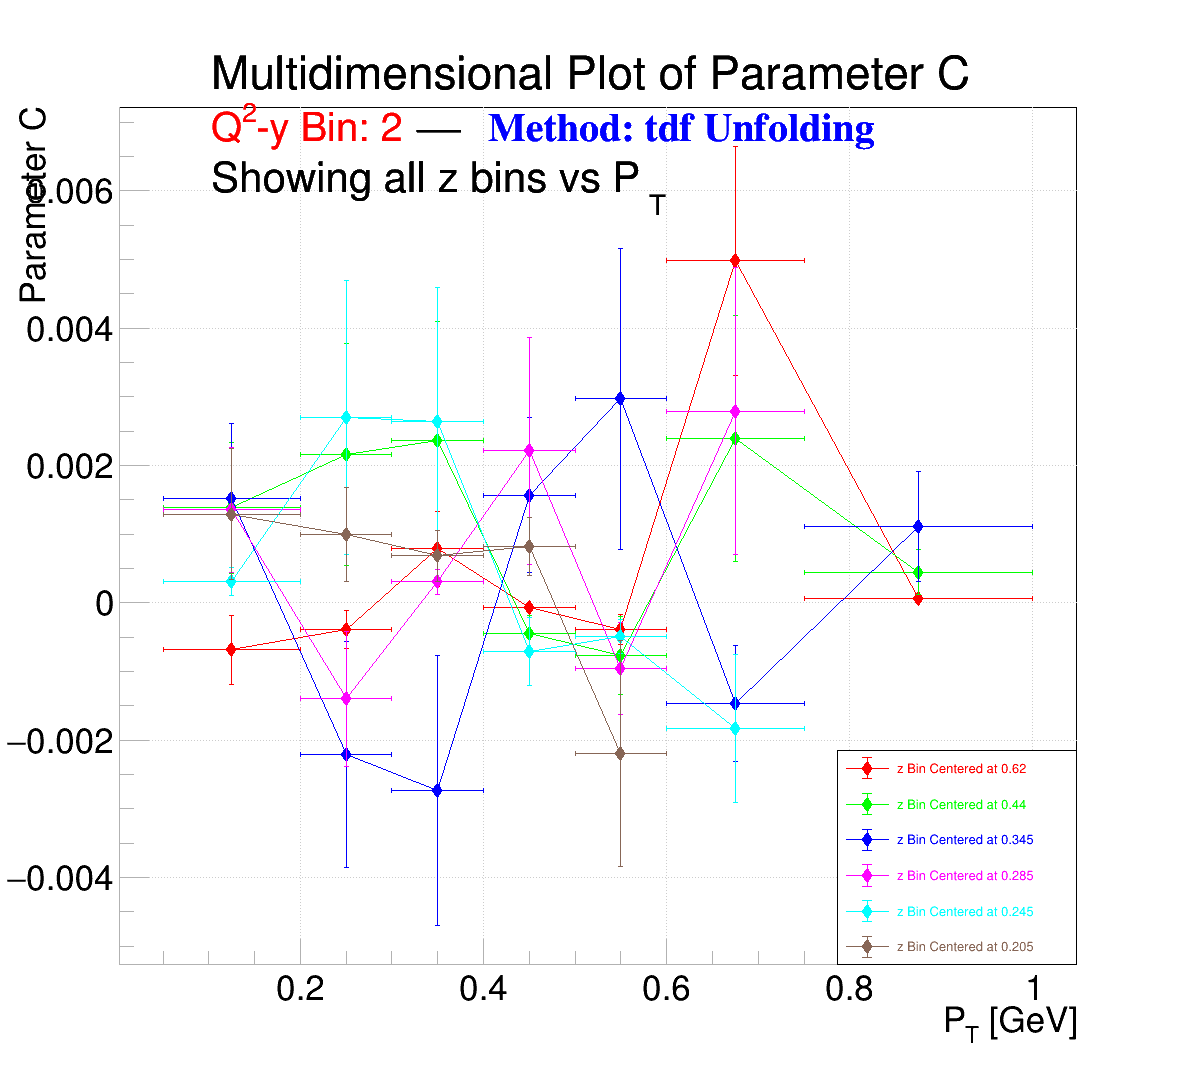 Multidimensional Plot of Parameter C
Q²-y Bin: 2 — Method: tdf Unfolding
Showing all z bins vs P_T
Parameter C
0.006
0.004
0.002
0
−0.002
−0.004
z Bin Centered at 0.62
z Bin Centered at 0.44
z Bin Centered at 0.345
z Bin Centered at 0.285
z Bin Centered at 0.245
z Bin Centered at 0.205
0.2 0.4 0.6 0.8 1
P_T [GeV]